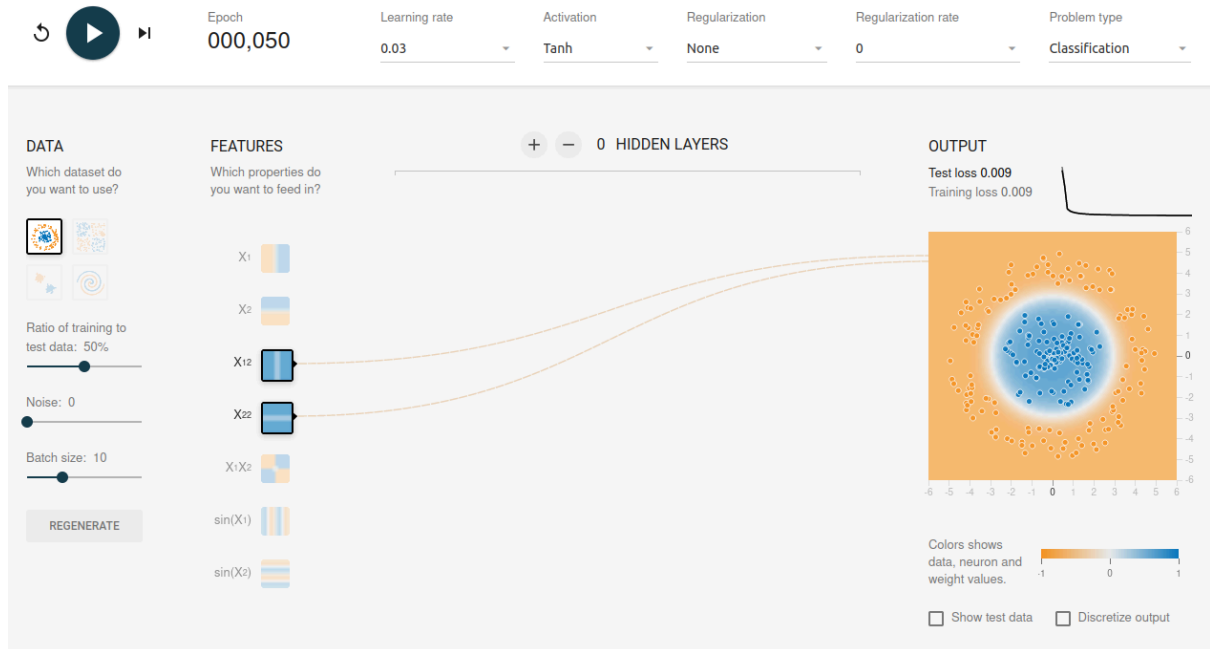 Epoch
000,050
Learning rate
0.03
Activation
Tanh
Regularization
None
Regularization rate
0
Problem type
Classification
DATA
Which dataset do
you want to use?
Ratio of training to
test data: 50%
Noise: 0
Batch size: 10
REGENERATE
FEATURES
Which properties do
you want to feed in?
X1
X2
X12
X22
X1X2
sin(X1)
sin(X2)
+ − 0 HIDDEN LAYERS
OUTPUT
Test loss 0.009
Training loss 0.009
6
5
4
3
2
1
0
-1
-2
-3
-4
-5
-6
-6 -5 -4 -3 -2 -1 0 1 2 3 4 5 6
Colors shows
data, neuron and
weight values.
-1 0 1
Show test data
Discretize output